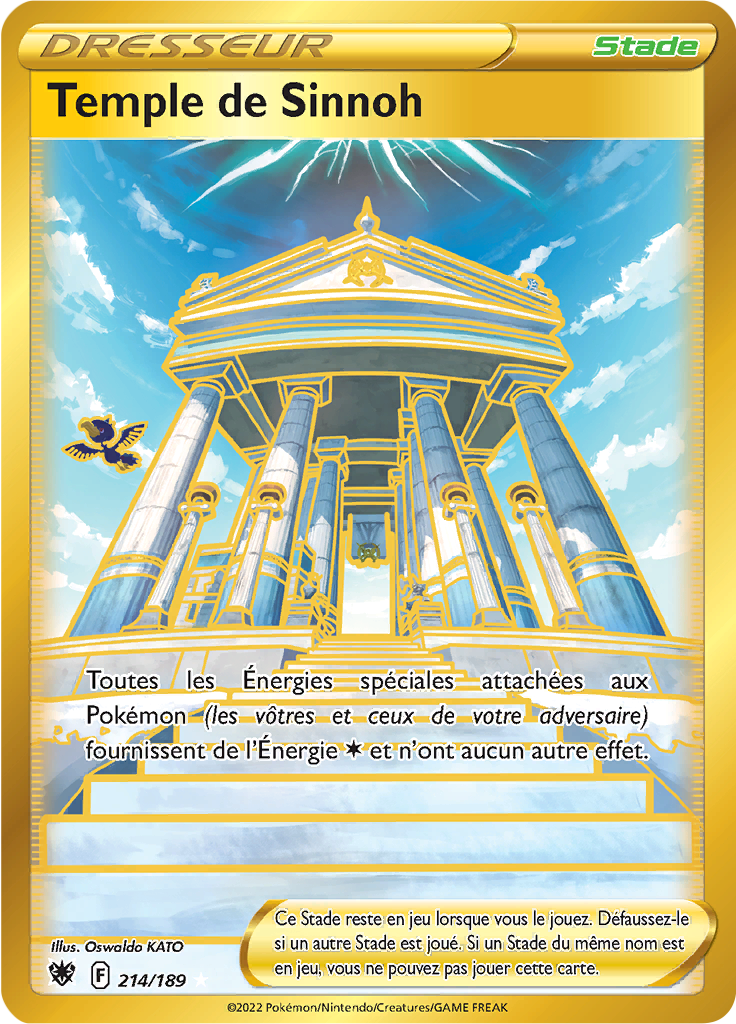 DRESSEUR
Stade
Temple de Sinnoh
Toutes les Énergies spéciales attachées aux
Pokémon (les vôtres et ceux de votre adversaire)
fournissent de l'Énergie et n'ont aucun autre effet.
Ce Stade reste en jeu lorsque vous le jouez. Défaussez-le
si un autre Stade est joué. Si un Stade du même nom est
en jeu, vous ne pouvez pas jouer cette carte.
Illus. Oswaldo KATO
F 214/189
©2022 Pokémon/Nintendo/Creatures/GAME FREAK